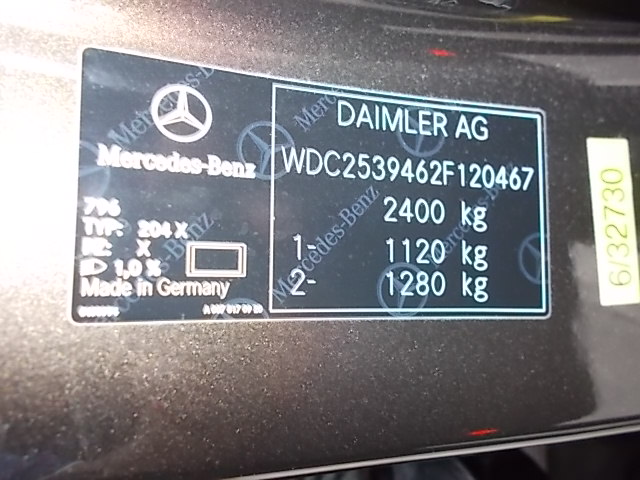 Mercedes-Benz
796
TYP: 204 X
MZ: X
1,0 %
Made in Germany
DAIMLER AG
WDC2539462F120467
2400 kg
1- 1120 kg
2- 1280 kg
6/32730